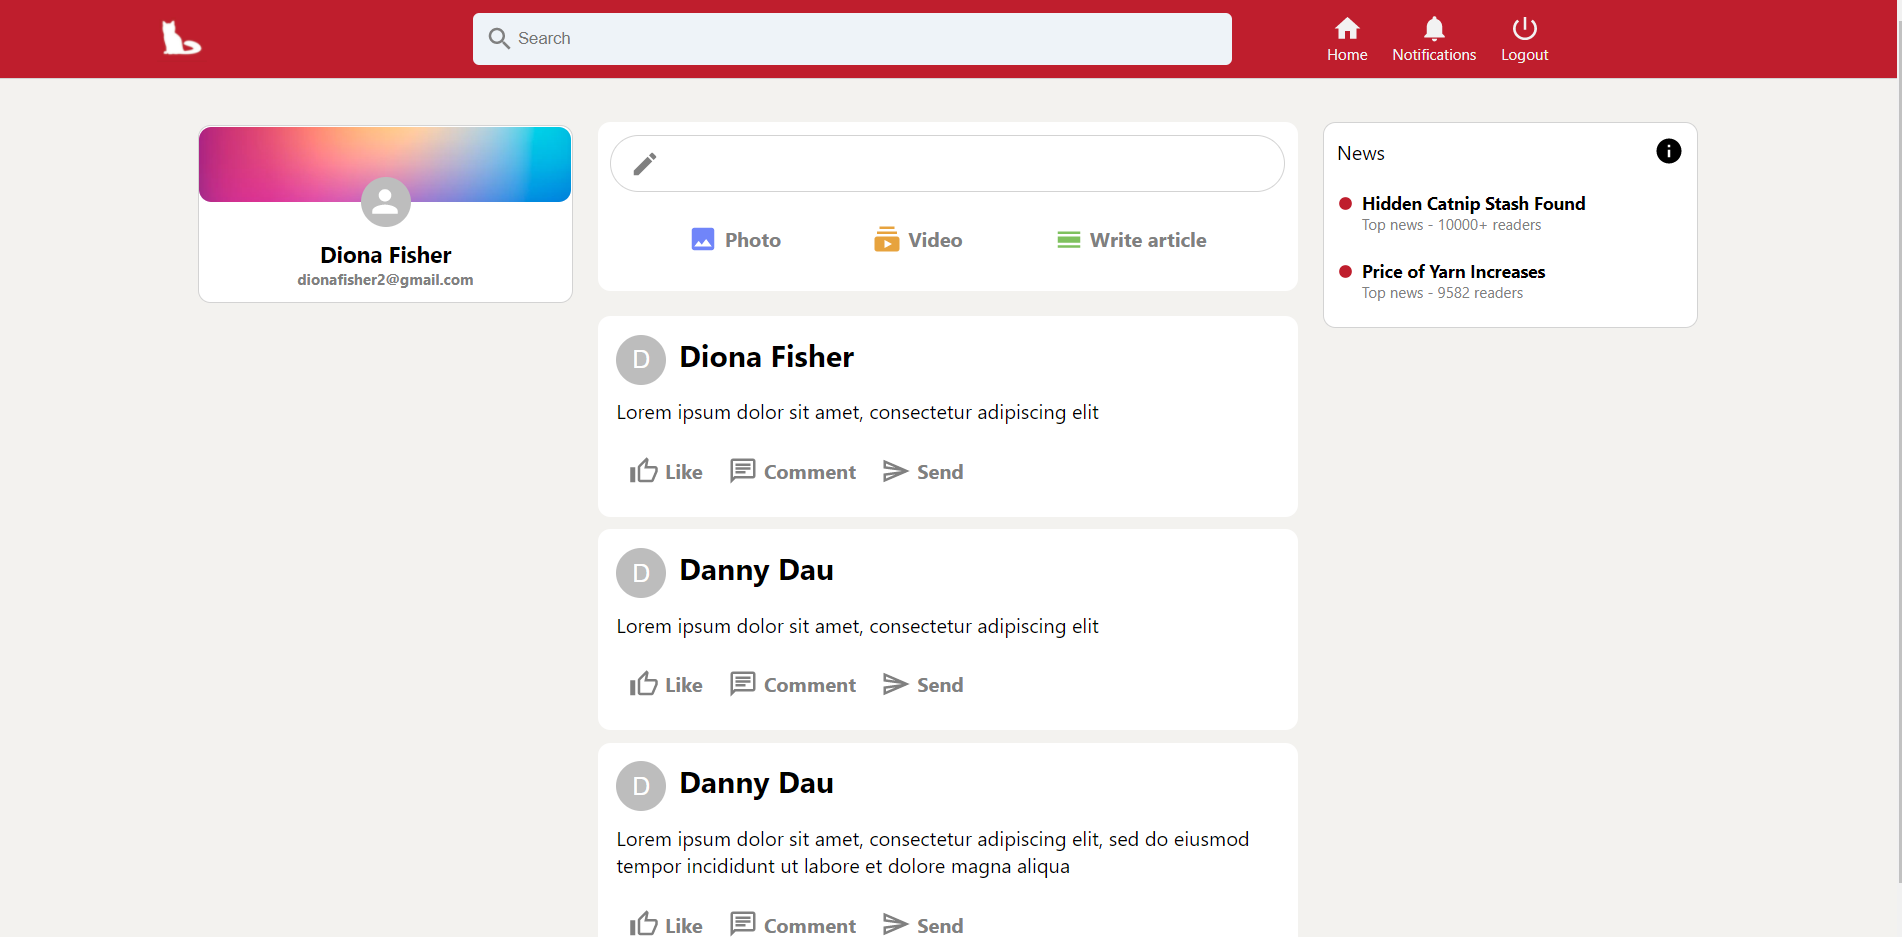 Search
Home
Notifications
Logout
Diona Fisher
dionafisher2@gmail.com
Photo
Video
Write article
D
Diona Fisher
Lorem ipsum dolor sit amet, consectetur adipiscing elit
Like
Comment
Send
D
Danny Dau
Lorem ipsum dolor sit amet, consectetur adipiscing elit
Like
Comment
Send
D
Danny Dau
Lorem ipsum dolor sit amet, consectetur adipiscing elit, sed do eiusmod
tempor incididunt ut labore et dolore magna aliqua
Like
Comment
Send
News
Hidden Catnip Stash Found
Top news - 10000+ readers
Price of Yarn Increases
Top news - 9582 readers